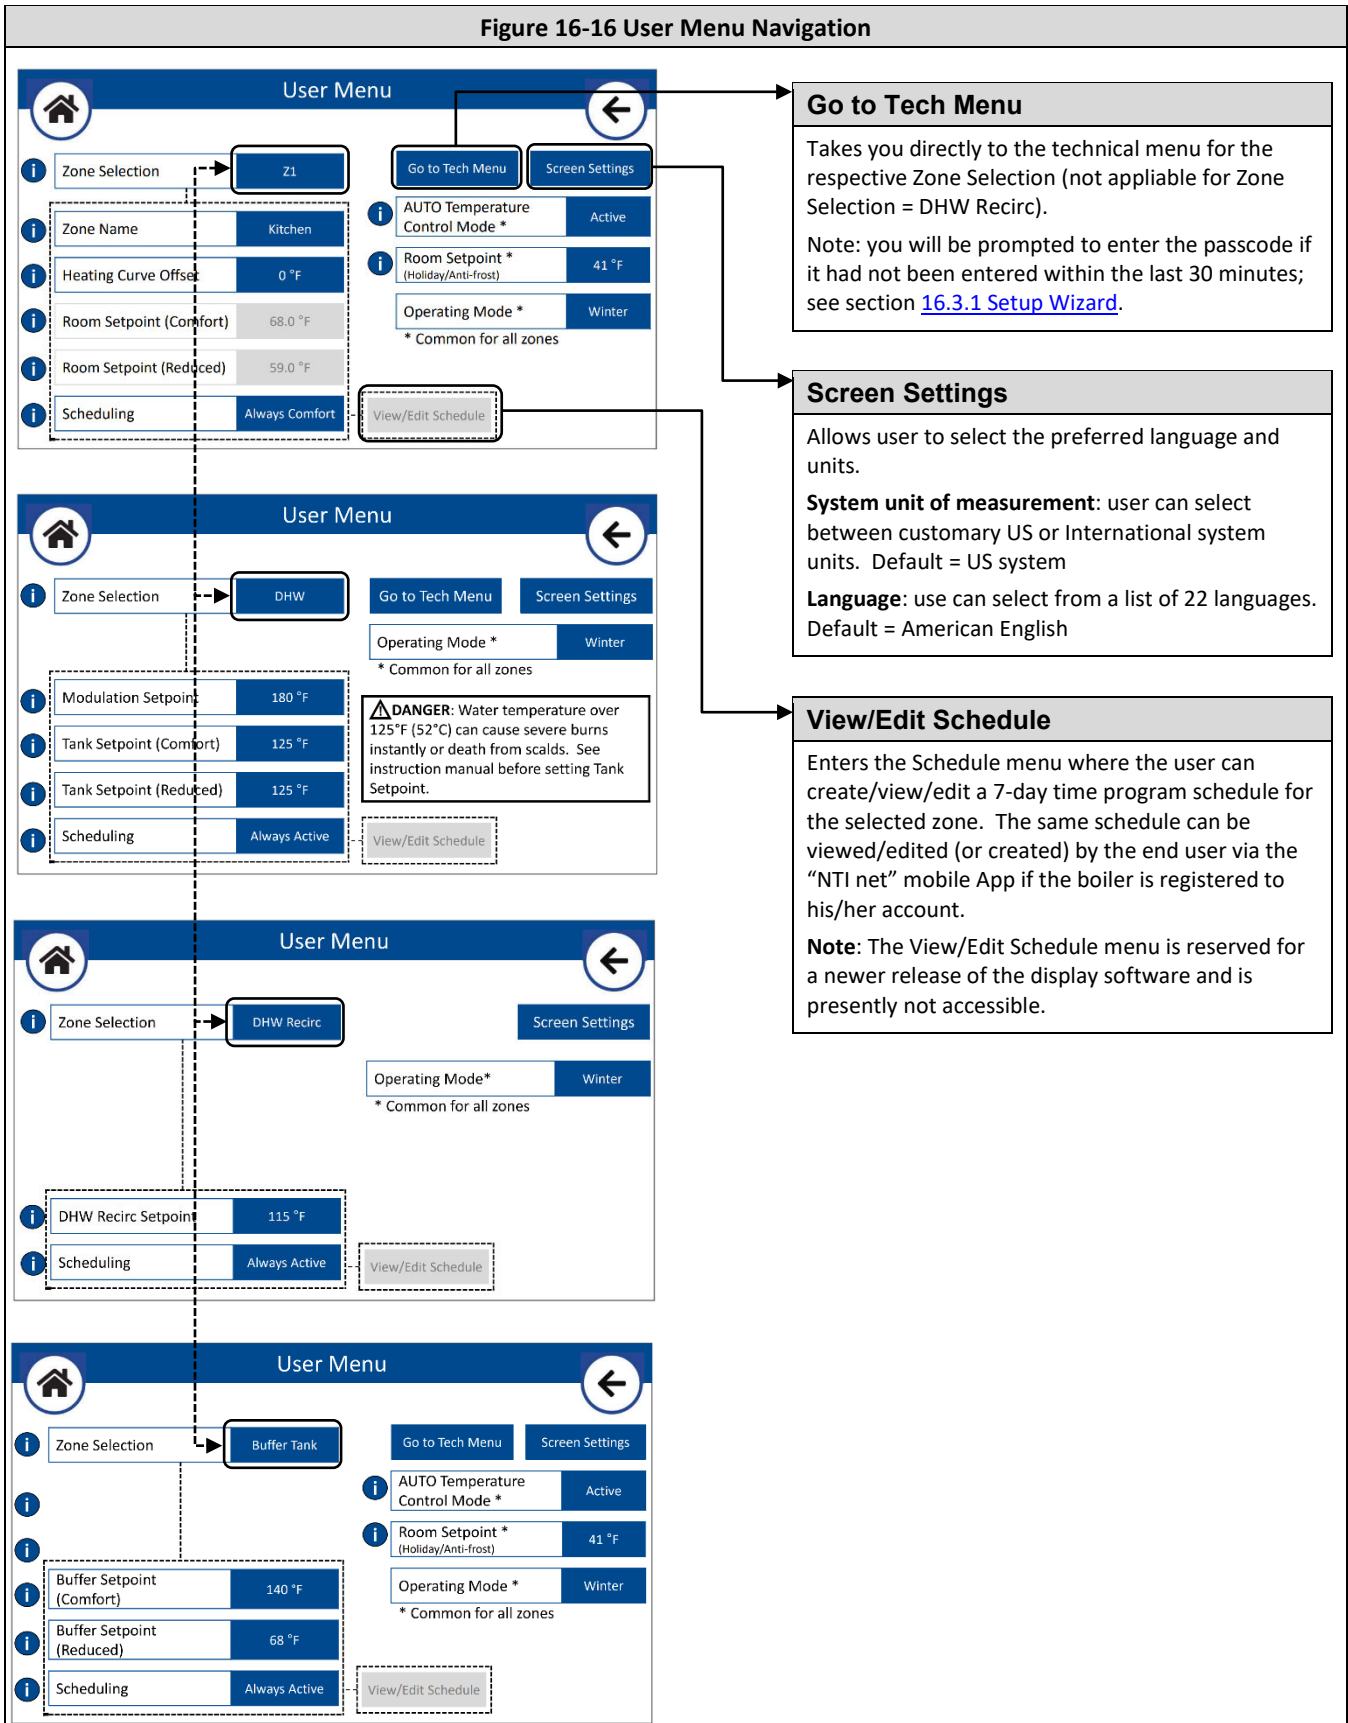 Figure 16-16 User Menu Navigation
User Menu
i Zone Selection Z1 Go to Tech Menu Screen Settings
i Zone Name Kitchen
i Heating Curve Offset 0 °F
i Room Setpoint (Comfort) 68.0 °F
i Room Setpoint (Reduced) 59.0 °F
i Scheduling Always Comfort View/Edit Schedule
i AUTO Temperature
Control Mode * Active
i Room Setpoint *
(Holiday/Anti-frost) 41 °F
Operating Mode * Winter
* Common for all zones
User Menu
i Zone Selection DHW Go to Tech Menu Screen Settings
Operating Mode * Winter
* Common for all zones
i Modulation Setpoint 180 °F
i Tank Setpoint (Comfort) 125 °F
i Tank Setpoint (Reduced) 125 °F
i Scheduling Always Active View/Edit Schedule
⚠DANGER: Water temperature over
125°F (52°C) can cause severe burns
instantly or death from scalds. See
instruction manual before setting Tank
Setpoint.
User Menu
i Zone Selection DHW Recirc Screen Settings
Operating Mode* Winter
* Common for all zones
i DHW Recirc Setpoint 115 °F
i Scheduling Always Active View/Edit Schedule
User Menu
i Zone Selection Buffer Tank Go to Tech Menu Screen Settings
i
i
i Buffer Setpoint
(Comfort) 140 °F
i Buffer Setpoint
(Reduced) 68 °F
i Scheduling Always Active View/Edit Schedule
i AUTO Temperature
Control Mode * Active
i Room Setpoint *
(Holiday/Anti-frost) 41 °F
Operating Mode * Winter
* Common for all zones
Go to Tech Menu
Takes you directly to the technical menu for the
respective Zone Selection (not appliable for Zone
Selection = DHW Recirc).
Note: you will be prompted to enter the passcode if
it had not been entered within the last 30 minutes;
see section 16.3.1 Setup Wizard.
Screen Settings
Allows user to select the preferred language and
units.
System unit of measurement: user can select
between customary US or International system
units. Default = US system
Language: use can select from a list of 22 languages.
Default = American English
View/Edit Schedule
Enters the Schedule menu where the user can
create/view/edit a 7-day time program schedule for
the selected zone. The same schedule can be
viewed/edited (or created) by the end user via the
“NTI net” mobile App if the boiler is registered to
his/her account.
Note: The View/Edit Schedule menu is reserved for
a newer release of the display software and is
presently not accessible.